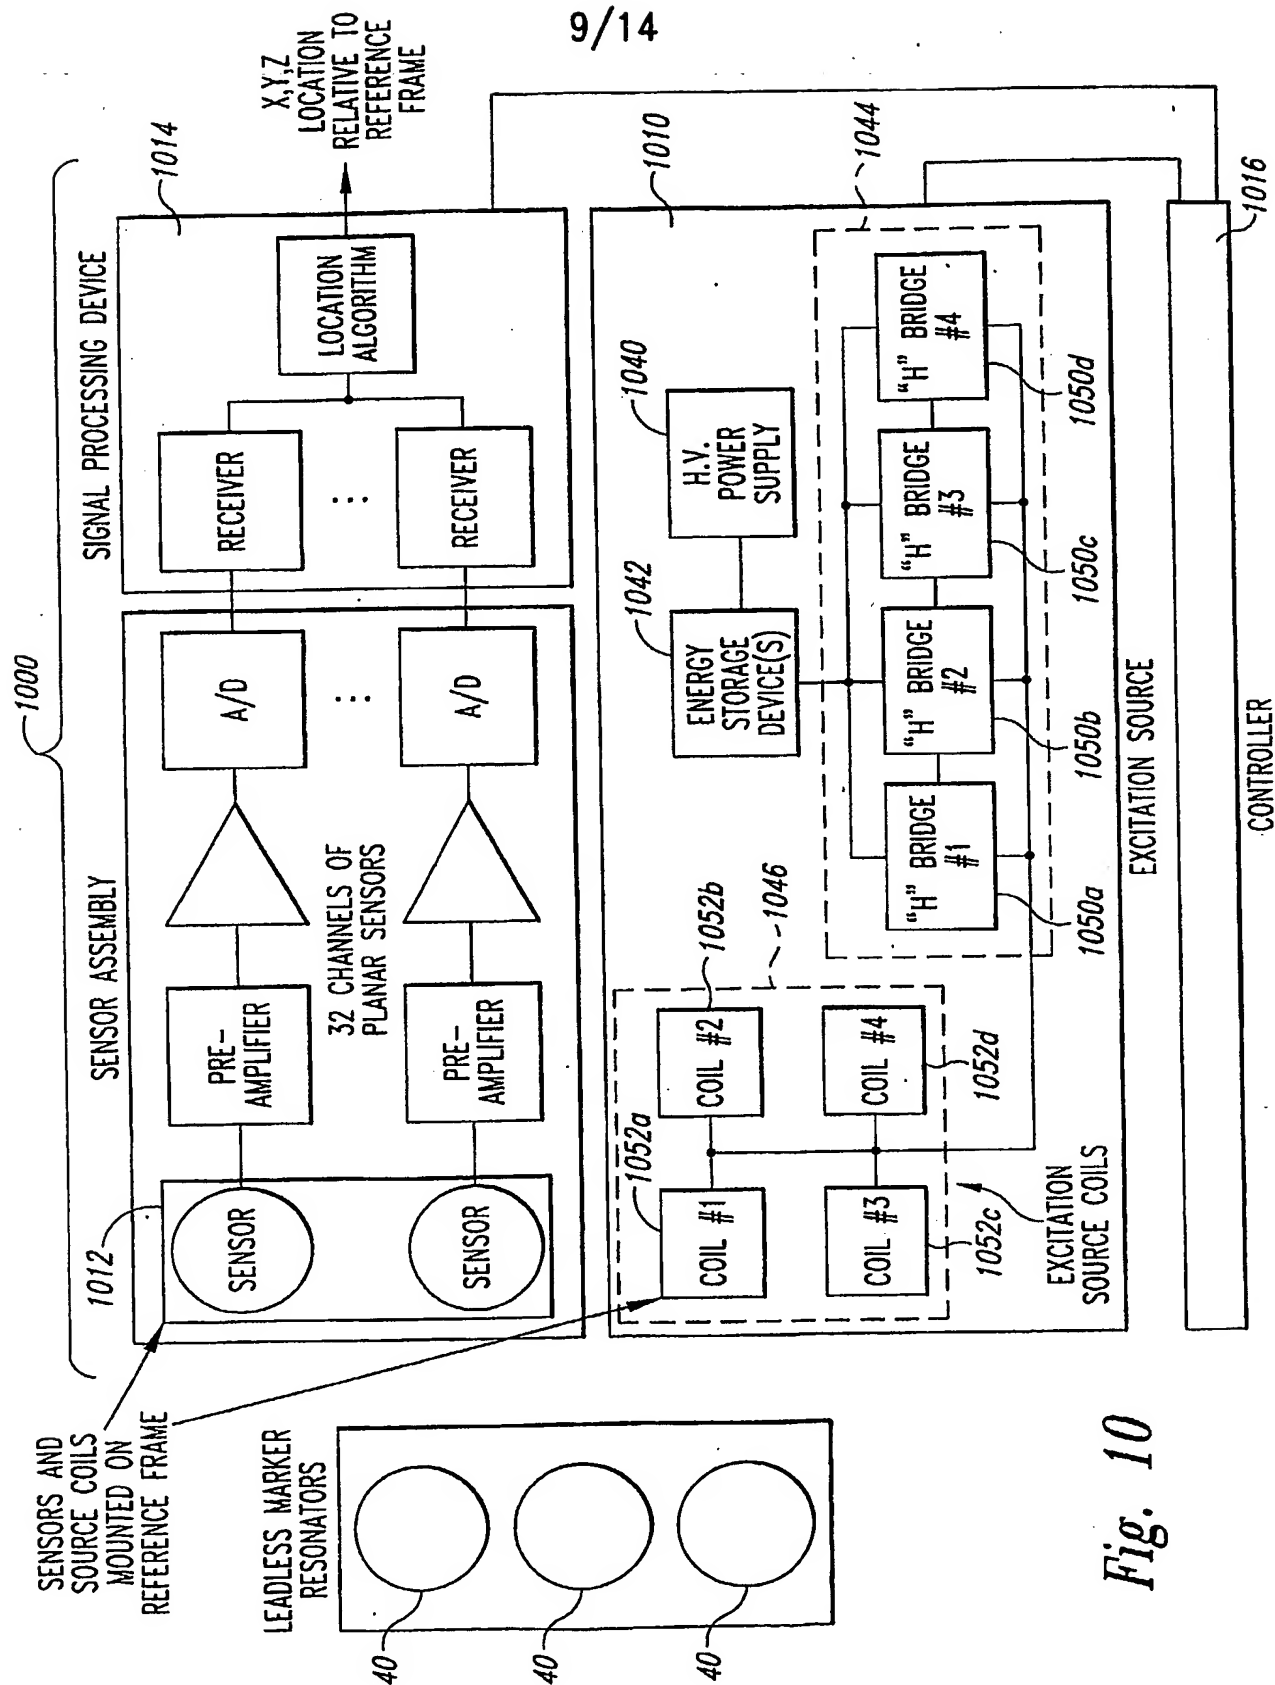 9/14
1000
SENSOR ASSEMBLY
SIGNAL PROCESSING DEVICE
SENSORS AND
SOURCE COILS
MOUNTED ON
REFERENCE FRAME
1012
SENSOR
PRE-
AMPLIFIER
A/D
RECEIVER
1014
LOCATION
ALGORITHM
X,Y,Z
LOCATION
RELATIVE TO
REFERENCE
FRAME
32 CHANNELS OF
PLANAR SENSORS
...
...
SENSOR
PRE-
AMPLIFIER
A/D
RECEIVER
LEADLESS MARKER
RESONATORS
40
40
40
1052a
COIL #1
COIL #2
1052b
1046
COIL #3
1052c
COIL #4
1052d
EXCITATION
SOURCE COILS
1042
ENERGY
STORAGE
DEVICE(S)
1040
H.V.
POWER
SUPPLY
1010
1044
"H" BRIDGE
#1
1050a
"H" BRIDGE
#2
1050b
"H" BRIDGE
#3
1050c
"H" BRIDGE
#4
1050d
EXCITATION SOURCE
1016
CONTROLLER
Fig. 10